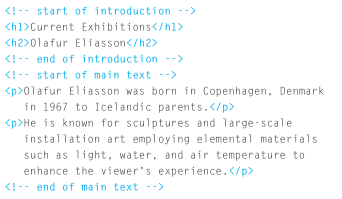 <!-- start of introduction -->
<h1>Current Exhibitions</h1>
<h2>Olafur Eliasson</h2>
<!-- end of introduction -->
<!-- start of main text -->
<p>Olafur Eliasson was born in Copenhagen, Denmark
in 1967 to Icelandic parents.</p>
<p>He is known for sculptures and large-scale
installation art employing elemental materials
such as light, water, and air temperature to
enhance the viewer's experience.</p>
<!-- end of main text -->